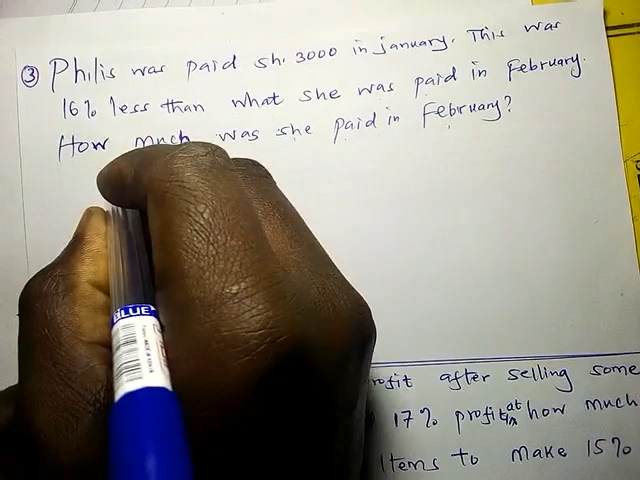 ③ Philis was paid sh. 3000 in january. This was
16% less than what she was paid in February.
How much was she paid in February?
BLUE
profit after selling some
17% profit at in how much
Items to make 15%